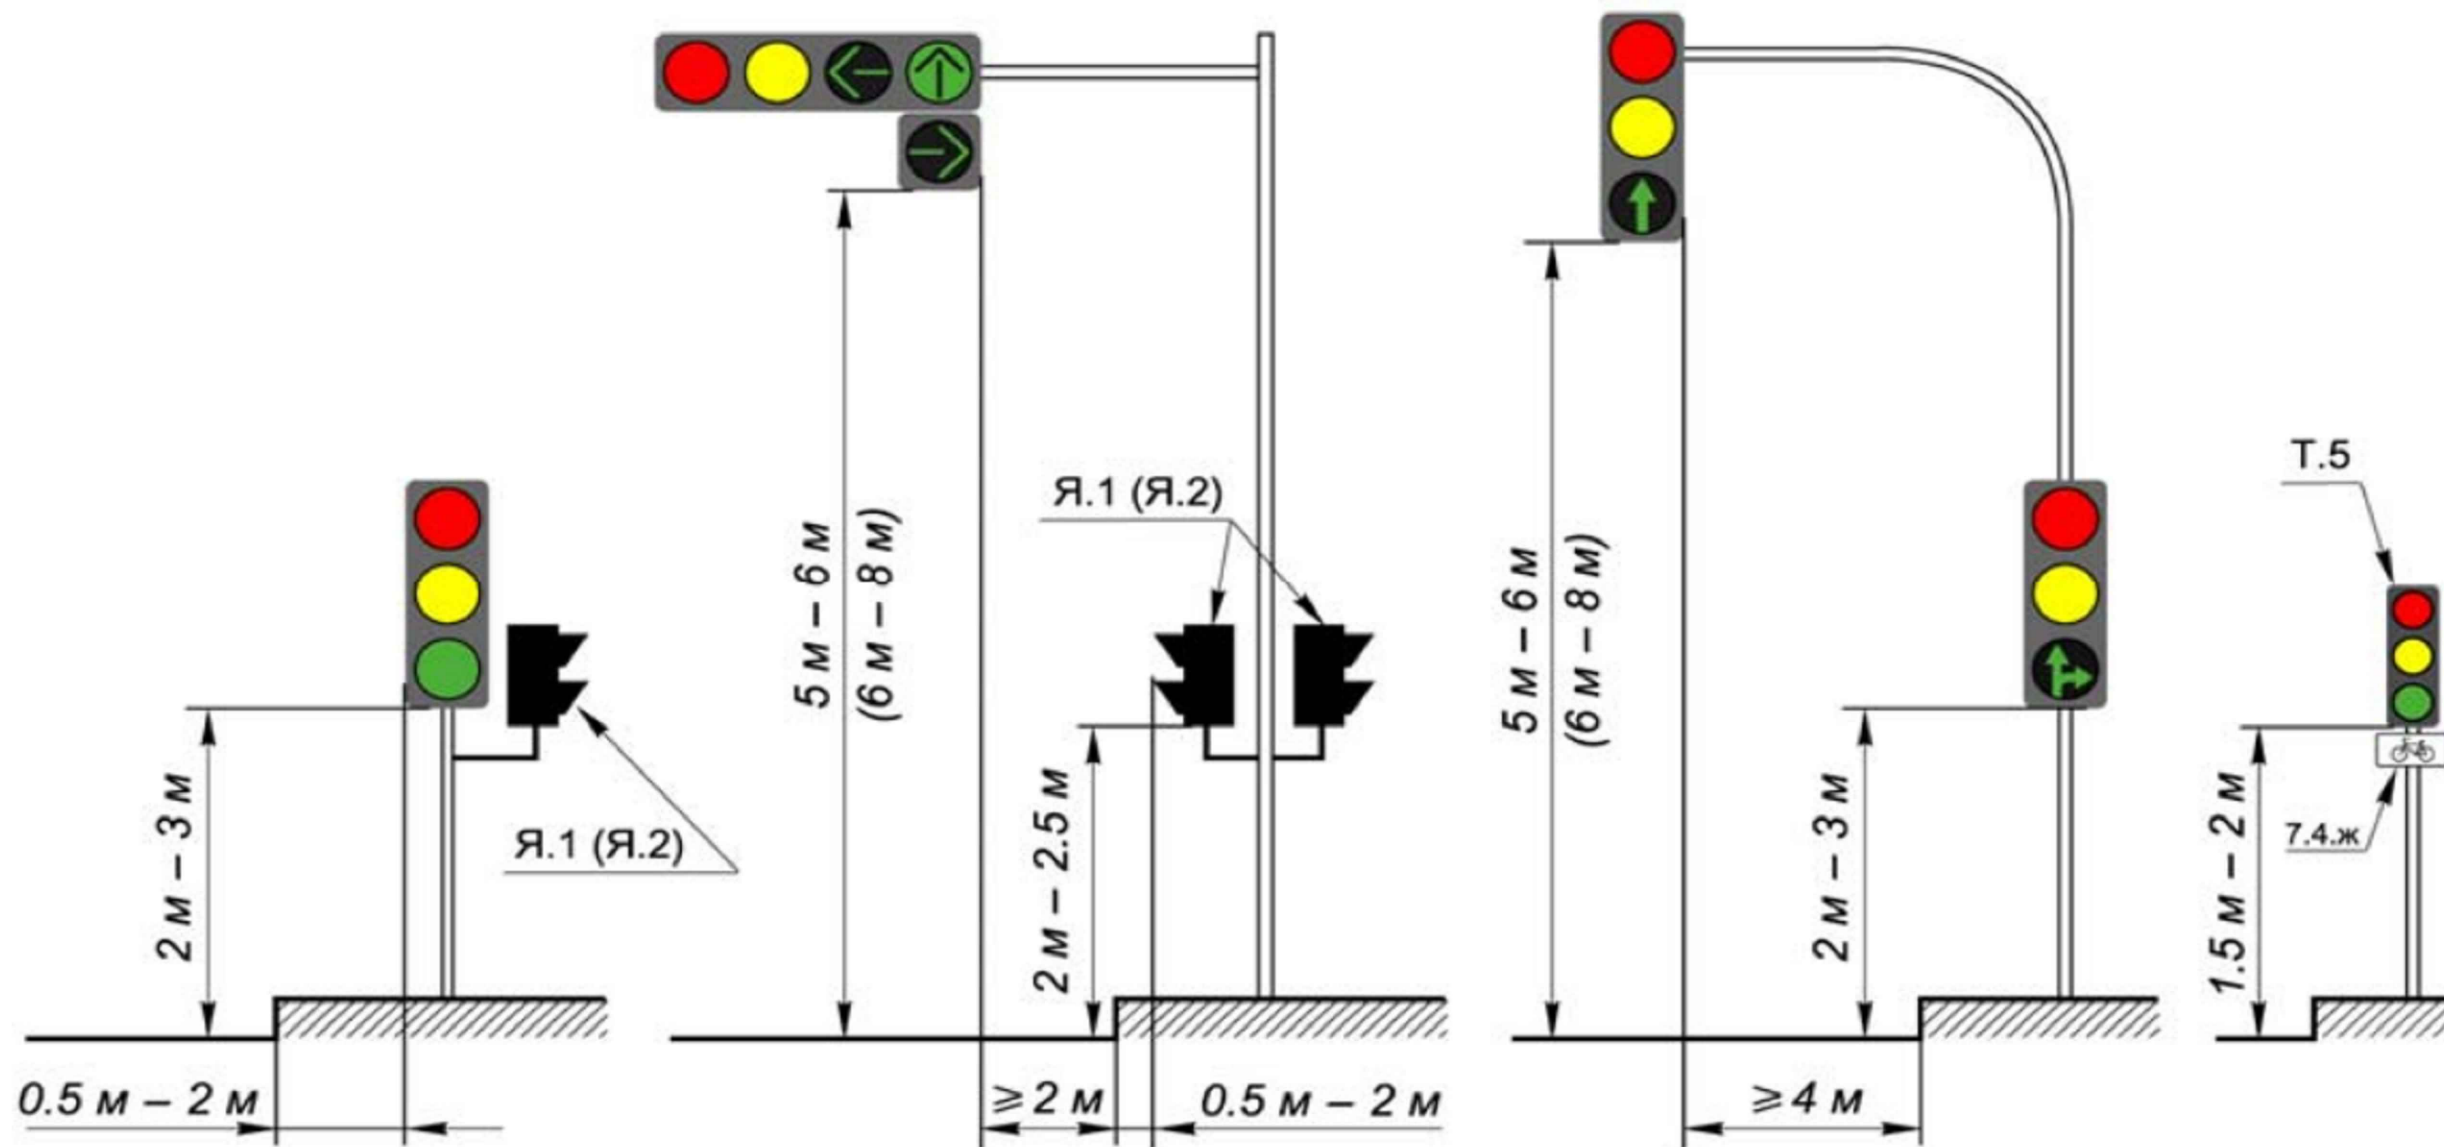 2 м – 3 м
Я.1 (Я.2)
0.5 м – 2 м
5 м – 6 м
(6 м – 8 м)
Я.1 (Я.2)
2 м – 2.5 м
≥ 2 м
0.5 м – 2 м
5 м – 6 м
(6 м – 8 м)
2 м – 3 м
≥ 4 м
Т.5
7.4.ж
1.5 м – 2 м